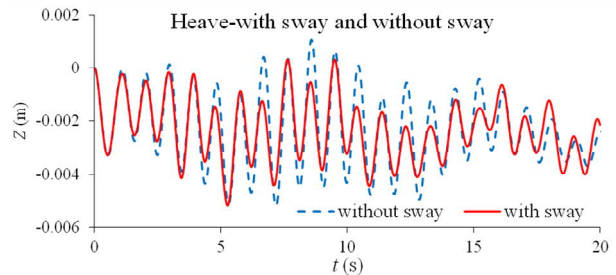 Heave-with sway and without sway
0.002
0
-0.002
-0.004
-0.006
Z (m)
without sway
with sway
0
5
10
15
20
t (s)